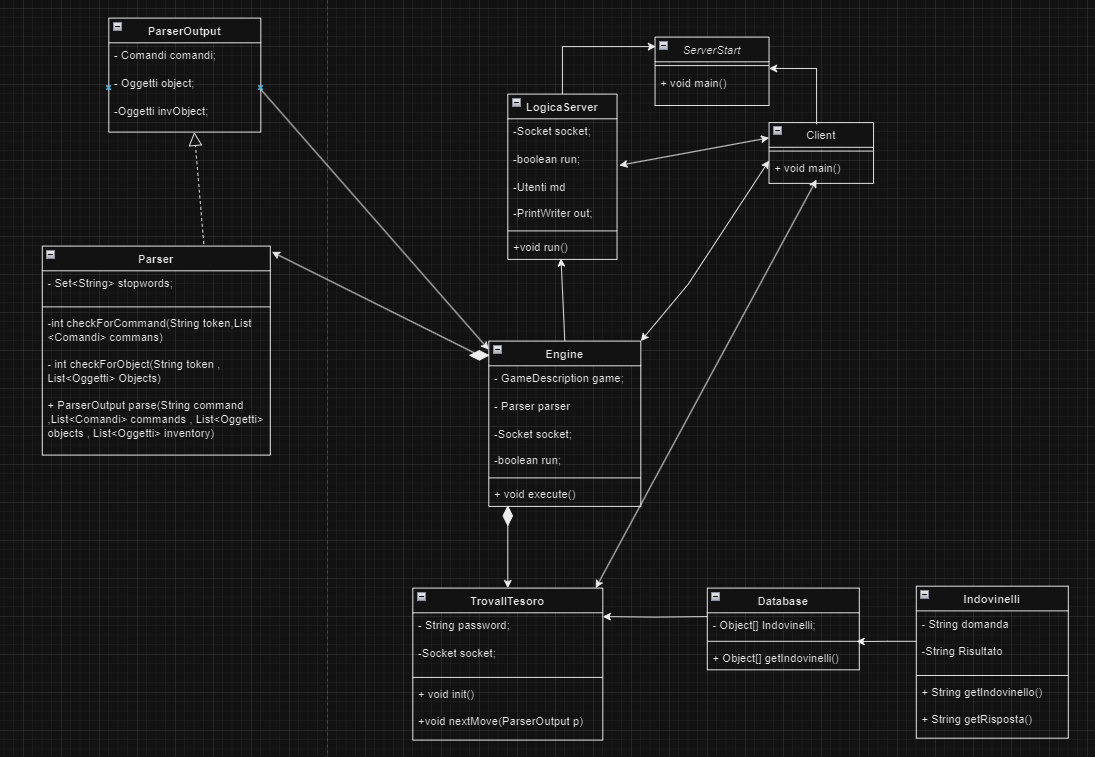 ParserOutput
- Comandi comandi;
- Oggetti object;
-Oggetti invObject;
ServerStart
+ void main()
LogicaServer
-Socket socket;
-boolean run;
-Utenti md
-PrintWriter out;
+void run()
Client
+ void main()
Parser
- Set<String> stopwords;
-int checkForCommand(String token,List
<Comandi> commans)
- int checkForObject(String token ,
List<Oggetti> Objects)
+ ParserOutput parse(String command
,List<Comandi> commands , List<Oggetti>
objects , List<Oggetti> inventory)
Engine
- GameDescription game;
- Parser parser
-Socket socket;
-boolean run;
+ void execute()
TrovaIlTesoro
- String password;
-Socket socket;
+ void init()
+void nextMove(ParserOutput p)
Database
- Object[] Indovinelli;
+ Object[] getIndovinelli()
Indovinelli
- String domanda
-String Risultato
+ String getIndovinello()
+ String getRisposta()